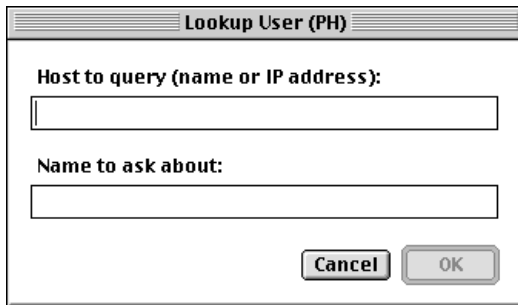 Lookup User (PH)
Host to query (name or IP address):
Name to ask about:
Cancel OK